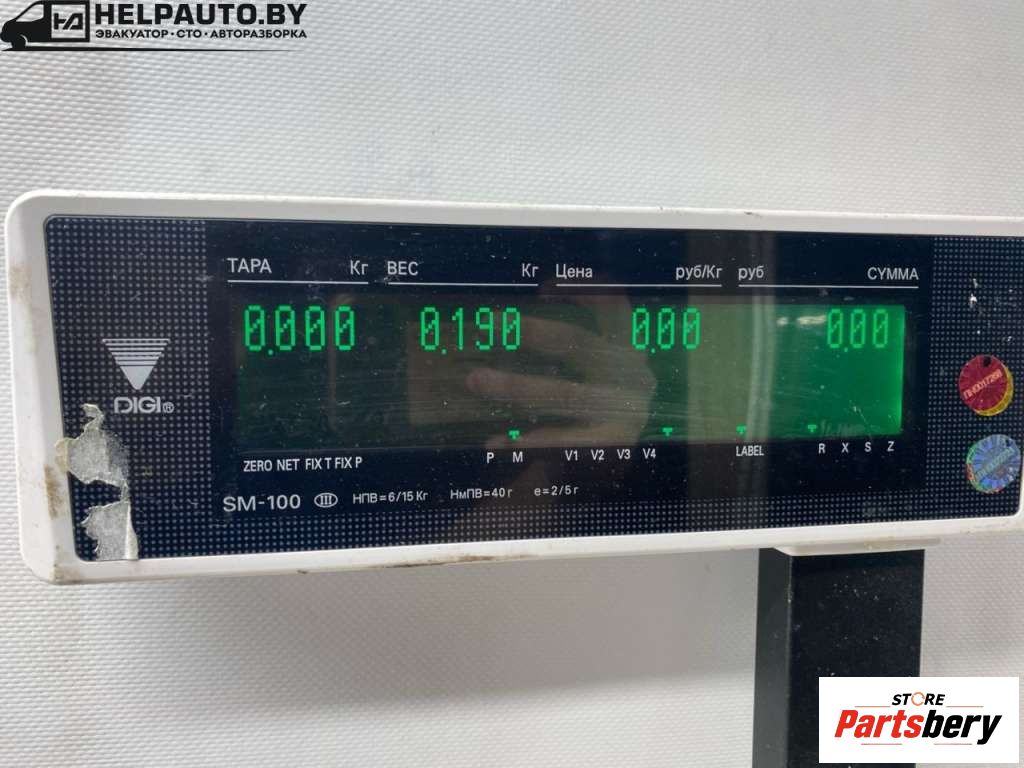 HELPAUTO.BY
ЭВАКУАТОР • СТО • АВТОРАЗБОРКА
ТАРА Кг ВЕС Кг Цена руб/Кг руб СУММА
0.000 0.190 0.00 0.00
DIGI®
ZERO NET FIX T FIX P P M V1 V2 V3 V4 LABEL R X S Z
SM-100 III НПВ=6/15 Кг НмПВ=40 г e=2/5 г
STORE
Partsbery